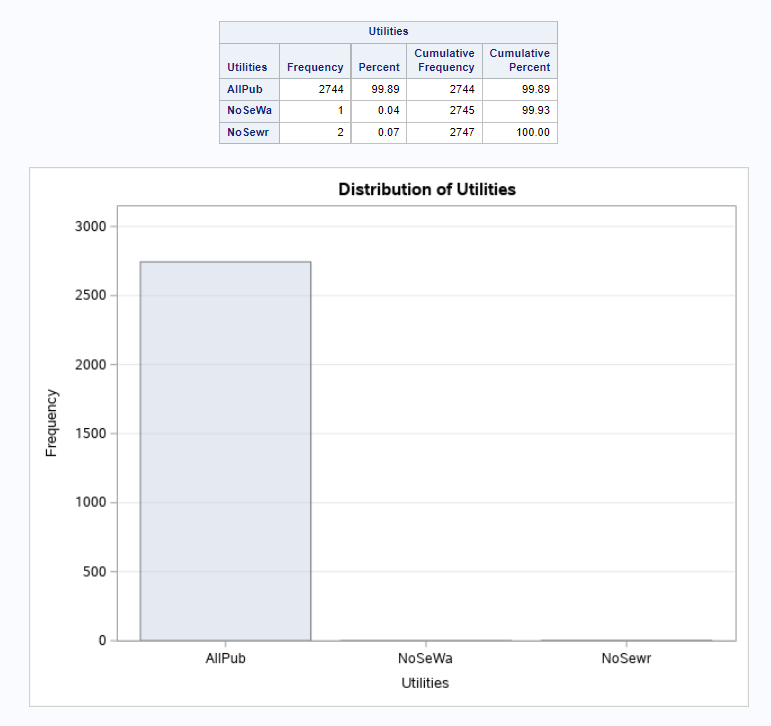 Utilities
Utilities Frequency Percent Cumulative Frequency Cumulative Percent
AllPub 2744 99.89 2744 99.89
NoSeWa 1 0.04 2745 99.93
NoSewr 2 0.07 2747 100.00
Distribution of Utilities
3000
2500
2000
1500
1000
500
0
Frequency
AllPub NoSeWa NoSewr
Utilities